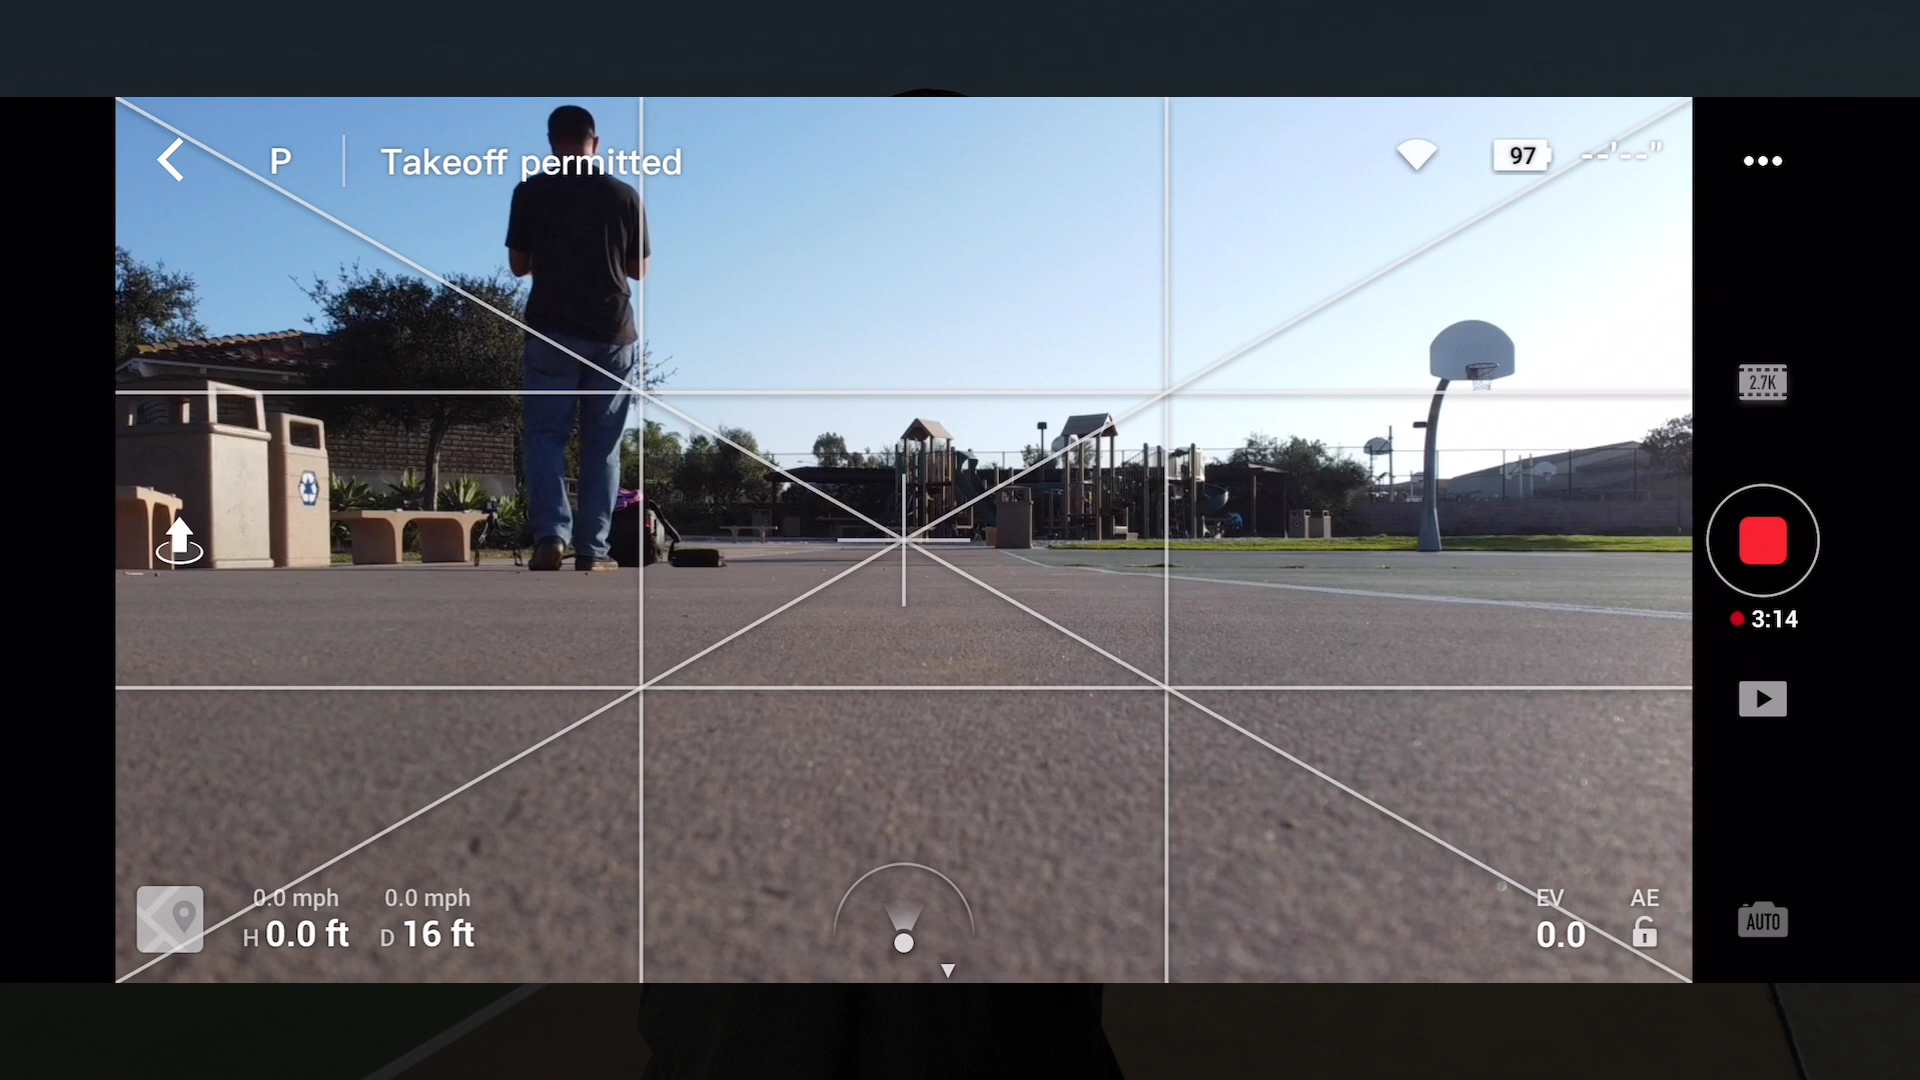 P Takeoff permitted
97 --'--"
2.7K
3:14
0.0 mph 0.0 mph
H 0.0 ft D 16 ft
EV AE
0.0
AUTO